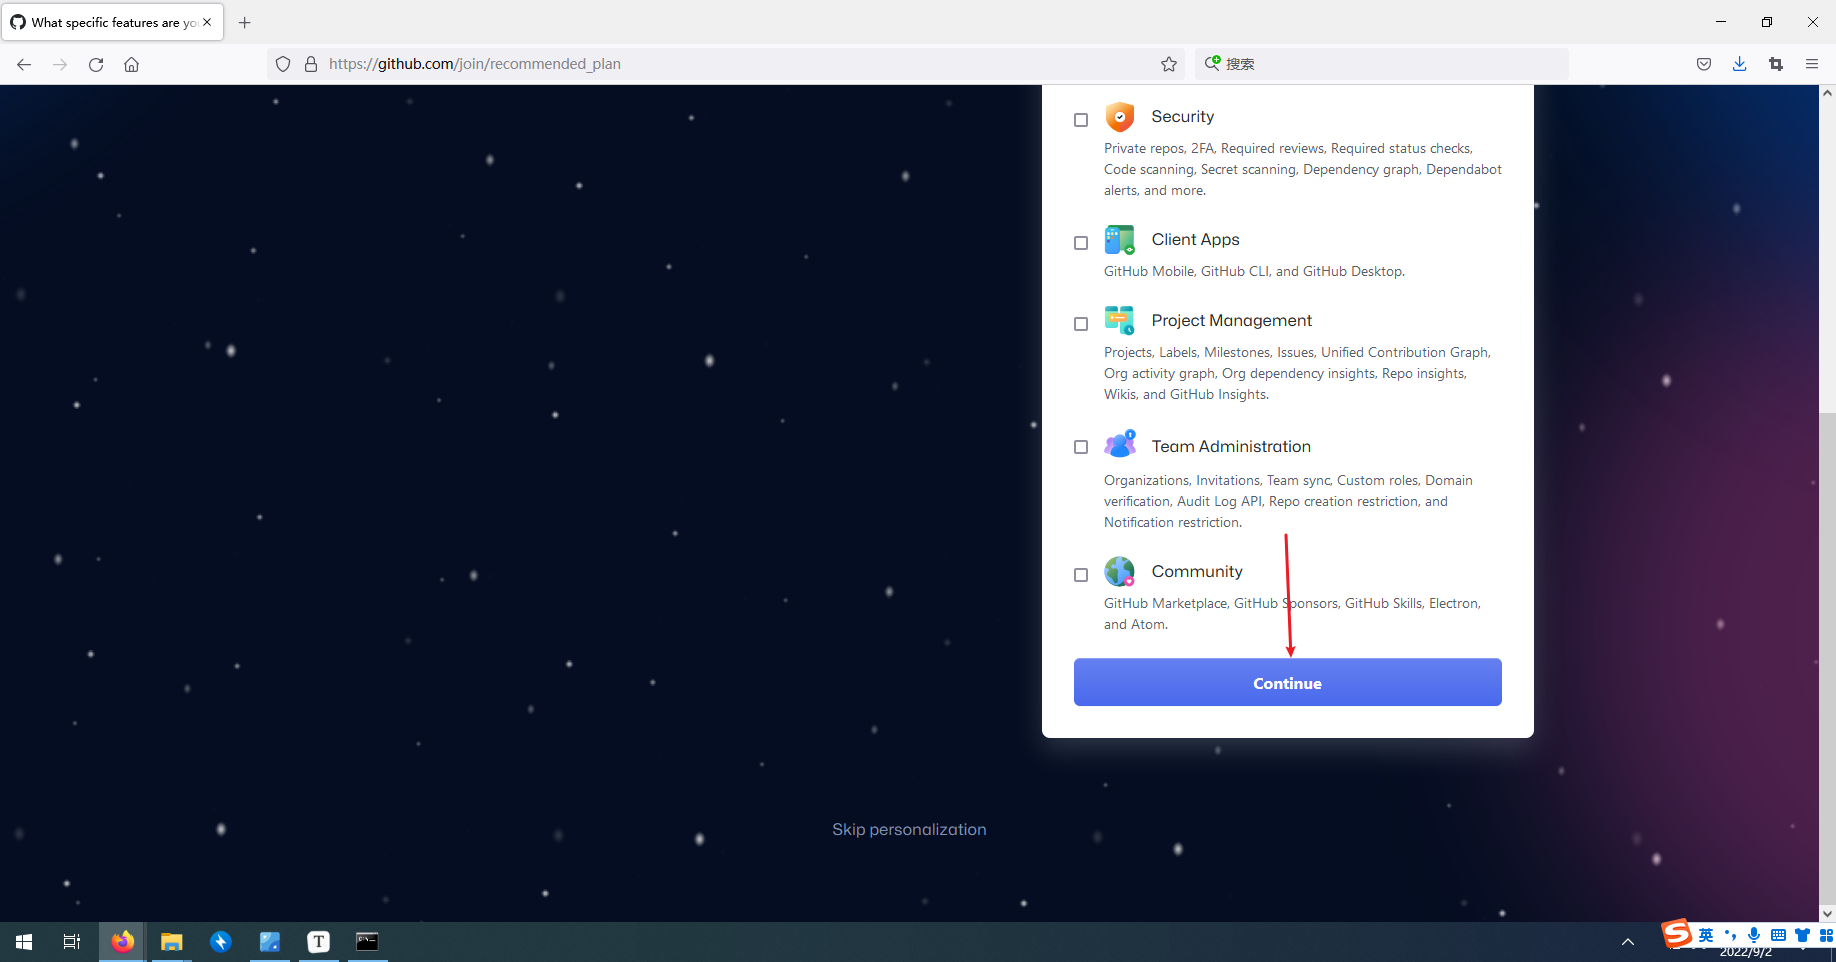 What specific features are yo
https://github.com/join/recommended_plan
搜索
Security
Private repos, 2FA, Required reviews, Required status checks,
Code scanning, Secret scanning, Dependency graph, Dependabot
alerts, and more.
Client Apps
GitHub Mobile, GitHub CLI, and GitHub Desktop.
Project Management
Projects, Labels, Milestones, Issues, Unified Contribution Graph,
Org activity graph, Org dependency insights, Repo insights,
Wikis, and GitHub Insights.
Team Administration
Organizations, Invitations, Team sync, Custom roles, Domain
verification, Audit Log API, Repo creation restriction, and
Notification restriction.
Community
GitHub Marketplace, GitHub Sponsors, GitHub Skills, Electron,
and Atom.
Continue
Skip personalization
T
S
英
2022/9/2